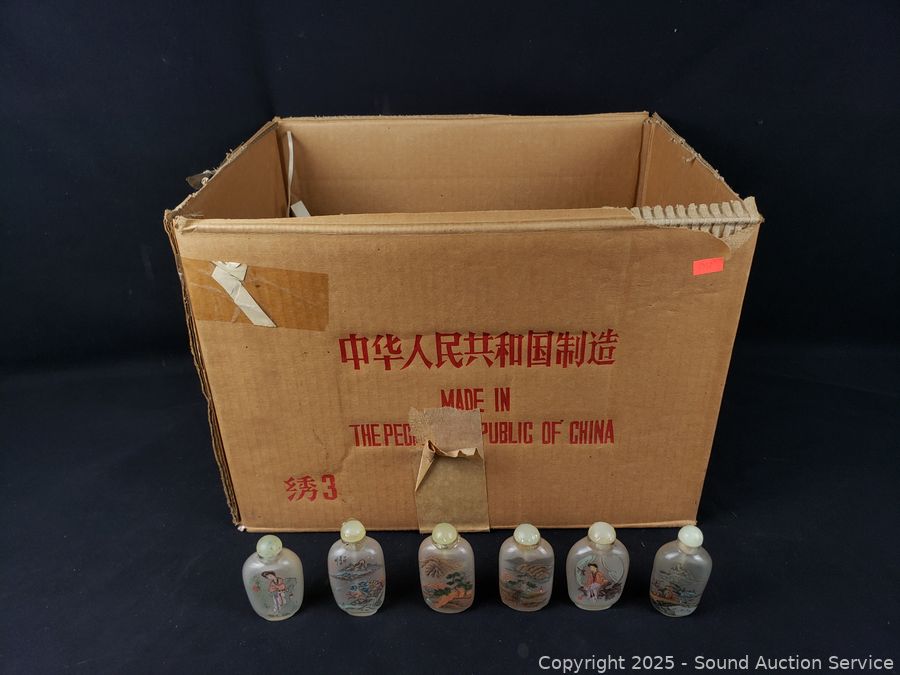 中华人民共和国制造
MADE IN
THE PEO PUBLIC OF CHINA
绣3
Copyright © 2025 - Sound Auction Service